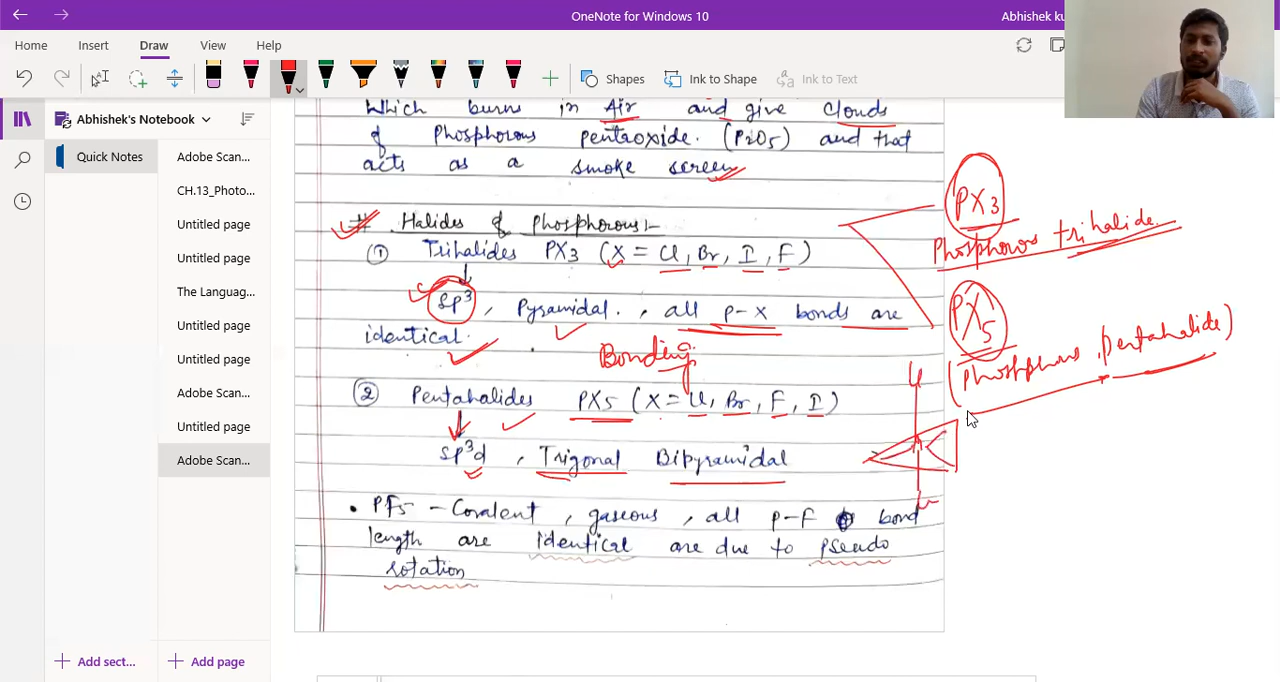 OneNote for Windows 10
Abhishek ku
Home Insert Draw View Help
Shapes Ink to Shape Ink to Text
Abhishek's Notebook
Quick Notes
Adobe Scan...
CH.13_Photo...
Untitled page
Untitled page
The Languag...
Untitled page
Untitled page
Adobe Scan...
Untitled page
Adobe Scan...
Add sect...
Add page
Which burns in Air and give clouds
of Phosphorous pentroxide. (P2O5) and that
acts as a smoke screen
# Halides of Phosphorous:-
① Trihalides PX3 (X = Cl, Br, I, F)
sp3, Pyramidal, all p-x bonds are
identical.
Bonding
② Pentahalides PX5 (X = Cl, Br, F, I)
sp3d, Trigonal Bipyramidal
• PF5 - Covalent, gaseous, all p-F bond
length are identical are due to pseudo
rotation
PX3
Phosphorous trihalide
PX5
(Phoshphorus, pentahalide)